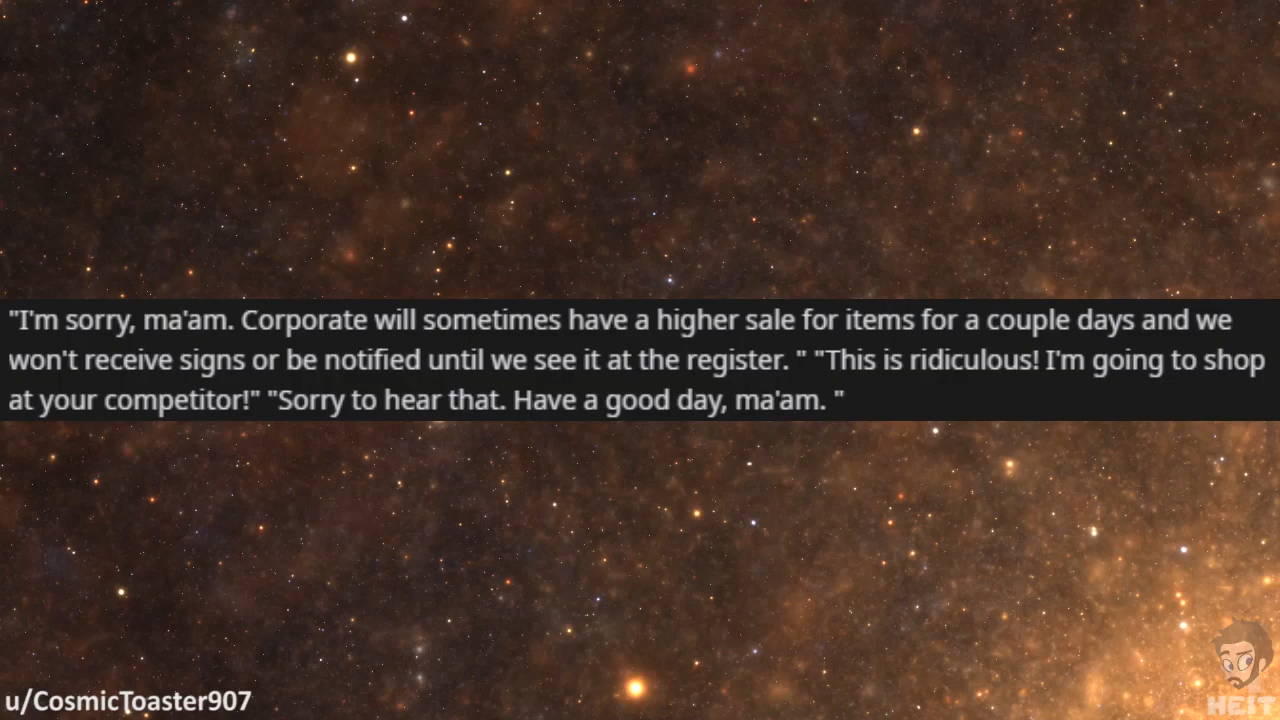 "I'm sorry, ma'am. Corporate will sometimes have a higher sale for items for a couple days and we
won't receive signs or be notified until we see it at the register. " "This is ridiculous! I'm going to shop
at your competitor!" "Sorry to hear that. Have a good day, ma'am. "
u/CosmicToaster907
HEIT